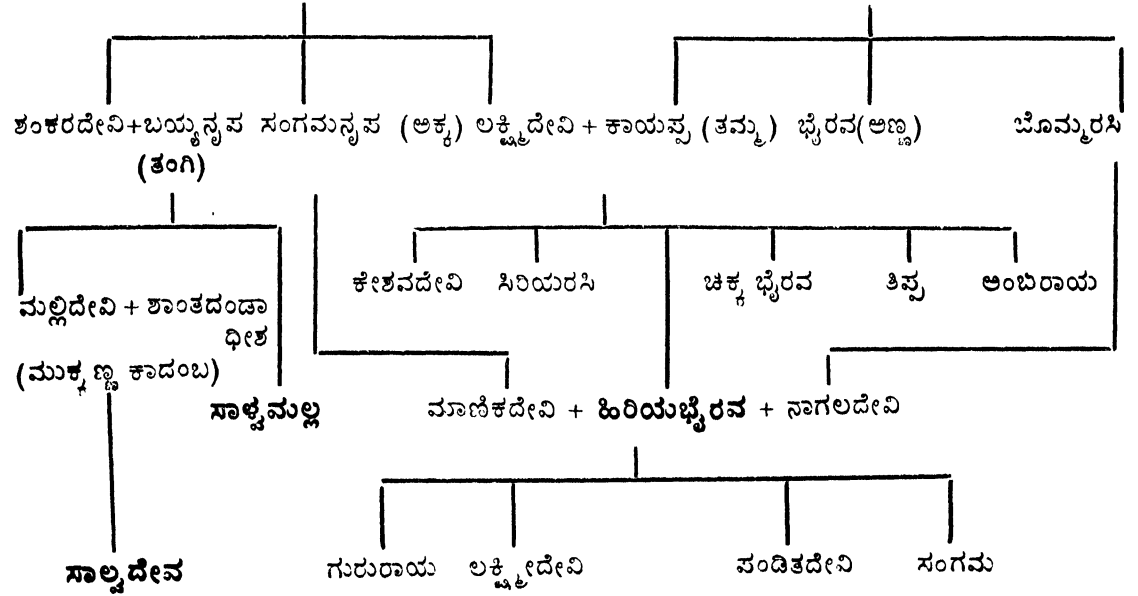 ಶಂಕರದೇವಿ+ಬಯ್ಯನೃಪ ಸಂಗಮನೃಪ (ಅಕ್ಕ) ಲಕ್ಷ್ಮಿದೇವಿ + ಕಾಯಪ್ಪ (ತಮ್ಮ) ಭೈರವ(ಅಣ್ಣ) ಬೊಮ್ಮರಸಿ
(ತಂಗಿ)
ಕೇಶವದೇವಿ ಸಿರಿಯರಸಿ ಚಿಕ್ಕ ಭೈರವ ತಿಪ್ಪ ಅಂಬಿರಾಯ
ಮಲ್ಲಿದೇವಿ + ಶಾಂತದಂಡಾ
ಧೀಶ
(ಮುಕ್ಕಣ್ಣ ಕಾದಂಬ)
ಸಾಳ್ವಮಲ್ಲ ಮಾಣಿಕದೇವಿ + ಹಿರಿಯಭೈರವ + ನಾಗಲದೇವಿ
ಸಾಲ್ವದೇವ ಗುರುರಾಯ ಲಕ್ಷ್ಮೀದೇವಿ ಪಂಡಿತದೇವಿ ಸಂಗಮ